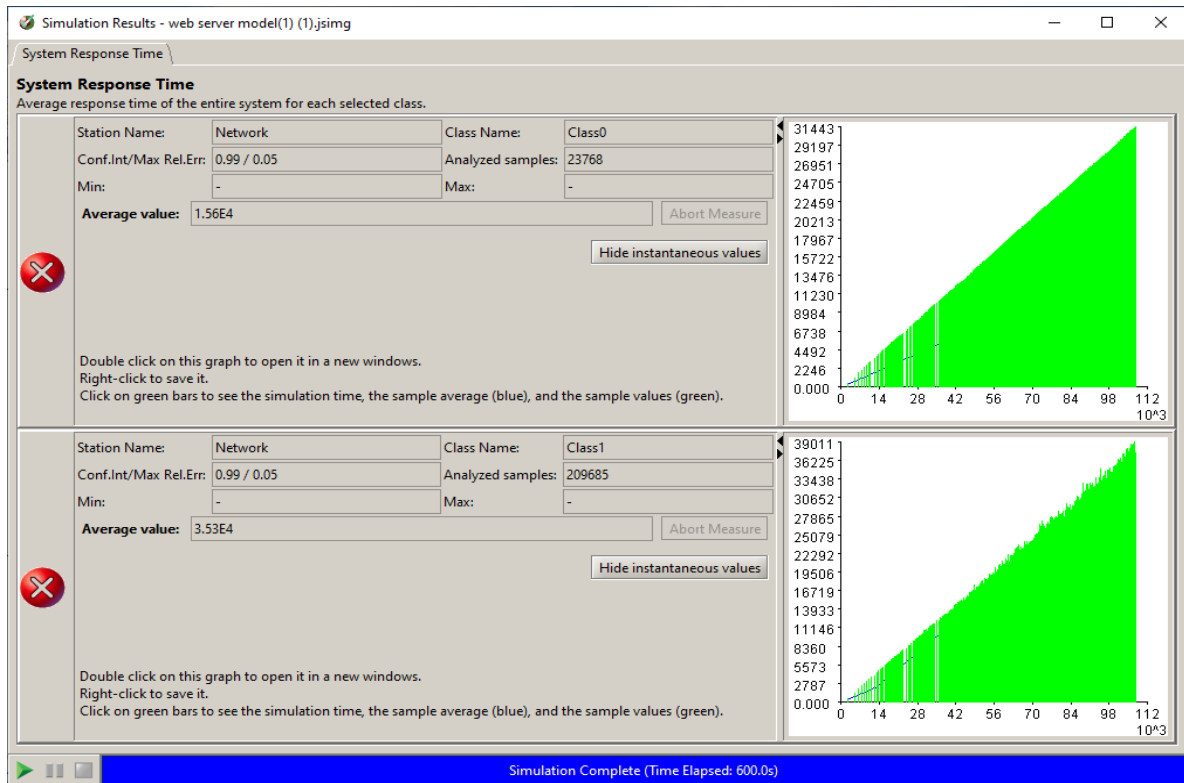 Simulation Results - web server model(1) (1).jsimg
System Response Time
System Response Time
Average response time of the entire system for each selected class.
Station Name: Network Class Name: Class0
Conf.Int/Max Rel.Err: 0.99 / 0.05 Analyzed samples: 23768
Min: - Max: -
Average value: 1.56E4 Abort Measure
Hide instantaneous values
Double click on this graph to open it in a new windows.
Right-click to save it.
Click on green bars to see the simulation time, the sample average (blue), and the sample values (green).
31443
29197
26951
24705
22459
20213
17967
15722
13476
11230
8984
6738
4492
2246
0.000
0 14 28 42 56 70 84 98 112
10^3
Station Name: Network Class Name: Class1
Conf.Int/Max Rel.Err: 0.99 / 0.05 Analyzed samples: 209685
Min: - Max: -
Average value: 3.53E4 Abort Measure
Hide instantaneous values
Double click on this graph to open it in a new windows.
Right-click to save it.
Click on green bars to see the simulation time, the sample average (blue), and the sample values (green).
39011
36225
33438
30652
27865
25079
22292
19506
16719
13933
11146
8360
5573
2787
0.000
0 14 28 42 56 70 84 98 112
10^3
Simulation Complete (Time Elapsed: 600.0s)